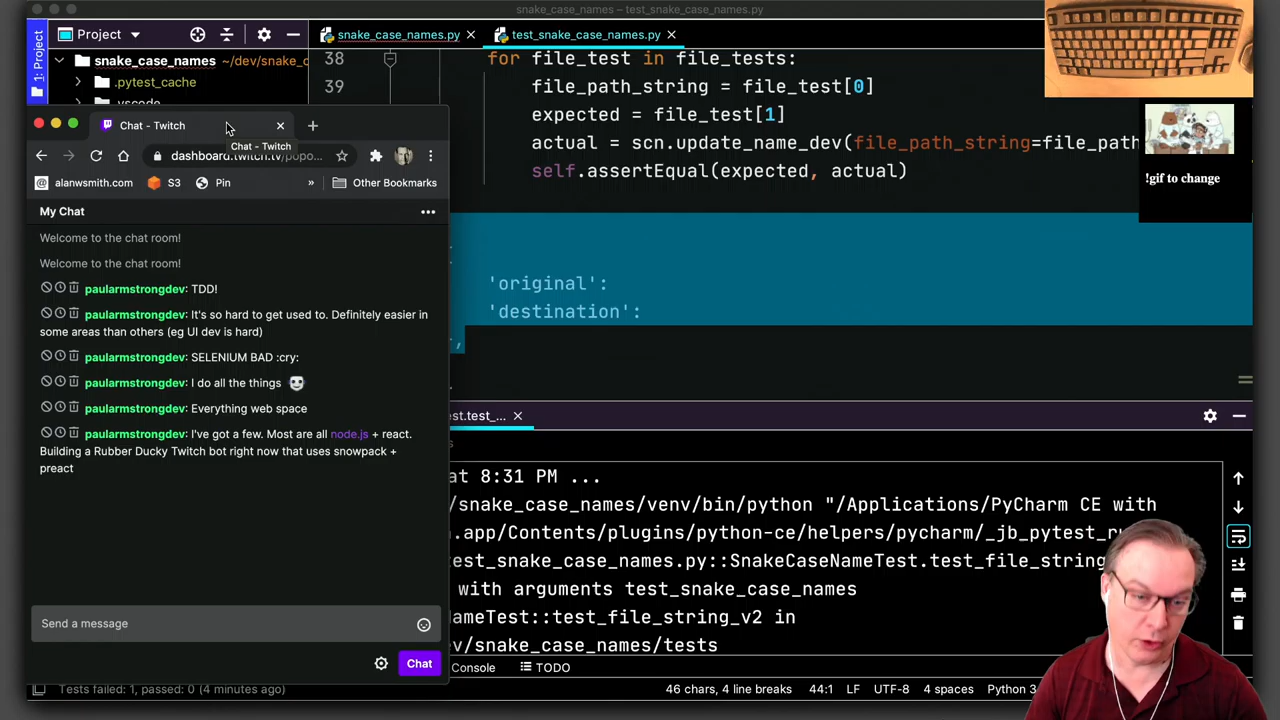 snake_case_names – test_snake_case_names.py
1: Project
Project
snake_case_names.py
test_snake_case_names.py
snake_case_names ~/dev/snake_c
.pytest_cache
.vscode
38
39
for file_test in file_tests:
file_path_string = file_test[0]
expected = file_test[1]
actual = scn.update_name_dev(file_path_string=file_path
self.assertEqual(expected, actual)
'original':
'destination':
},
Chat - Twitch
Chat - Twitch
dashboard.twitch.tv/popo...
alanwsmith.com
S3
Pin
»
Other Bookmarks
My Chat
Welcome to the chat room!
Welcome to the chat room!
paularmstrongdev: TDD!
paularmstrongdev: It's so hard to get used to. Definitely easier in
some areas than others (eg UI dev is hard)
paularmstrongdev: SELENIUM BAD :cry:
paularmstrongdev: I do all the things
paularmstrongdev: Everything web space
paularmstrongdev: I've got a few. Most are all node.js + react.
Building a Rubber Ducky Twitch bot right now that uses snowpack +
preact
Send a message
Chat
!gif to change
est.test_...
at 8:31 PM ...
/snake_case_names/venv/bin/python "/Applications/PyCharm CE with
.app/Contents/plugins/python-ce/helpers/pycharm/_jb_pytest_ru
test_snake_case_names.py::SnakeCaseNameTest.test_file_string
with arguments test_snake_case_names
NameTest::test_file_string_v2 in
ev/snake_case_names/tests
Console
TODO
Tests failed: 1, passed: 0 (4 minutes ago)
46 chars, 4 line breaks
44:1
LF
UTF-8
4 spaces
Python 3